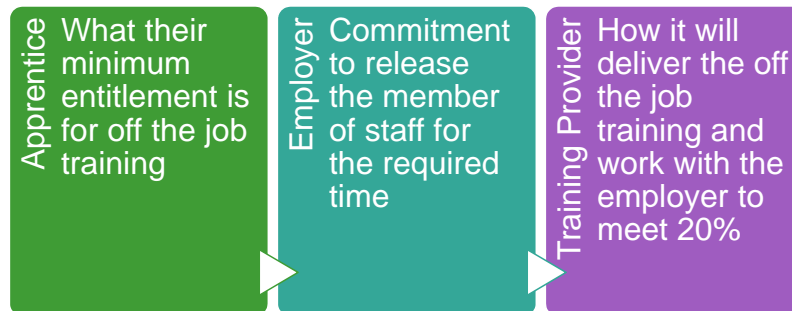 Apprentice
What their
minimum
entitlement is
for off the job
training
Employer
Commitment
to release
the member
of staff for
the required
time
Training Provider
How it will
deliver the off
the job
training and
work with the
employer to
meet 20%